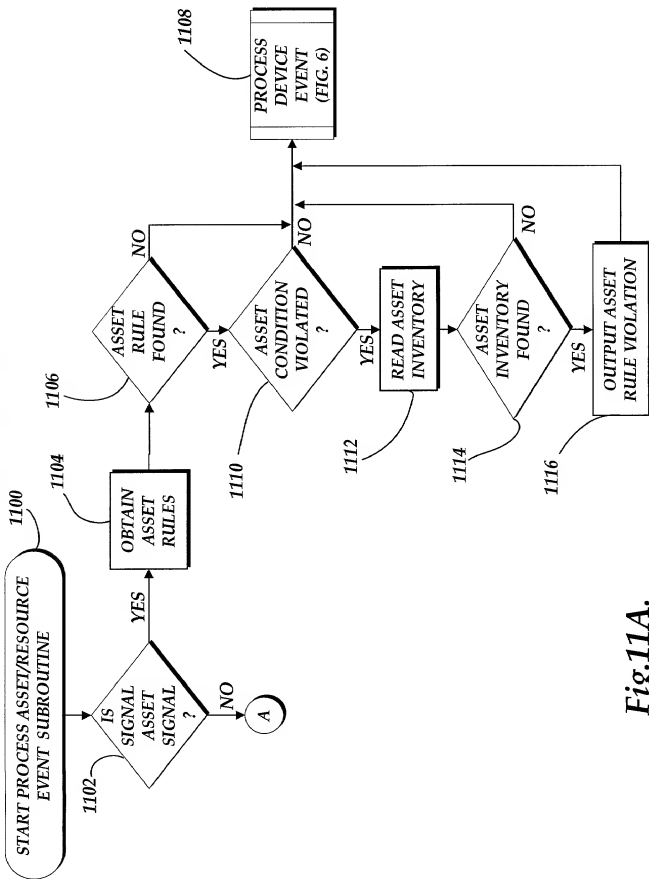 1100
START PROCESS ASSET/RESOURCE
EVENT SUBROUTINE
1102
IS
SIGNAL
ASSET
SIGNAL
?
YES
NO
A
1104
OBTAIN
ASSET
RULES
1106
ASSET
RULE
FOUND
?
NO
YES
1108
PROCESS
DEVICE
EVENT
(FIG. 6)
1110
ASSET
CONDITION
VIOLATED
?
NO
YES
1112
READ ASSET
INVENTORY
1114
ASSET
INVENTORY
FOUND
?
NO
YES
1116
OUTPUT ASSET
RULE VIOLATION
Fig.11A.